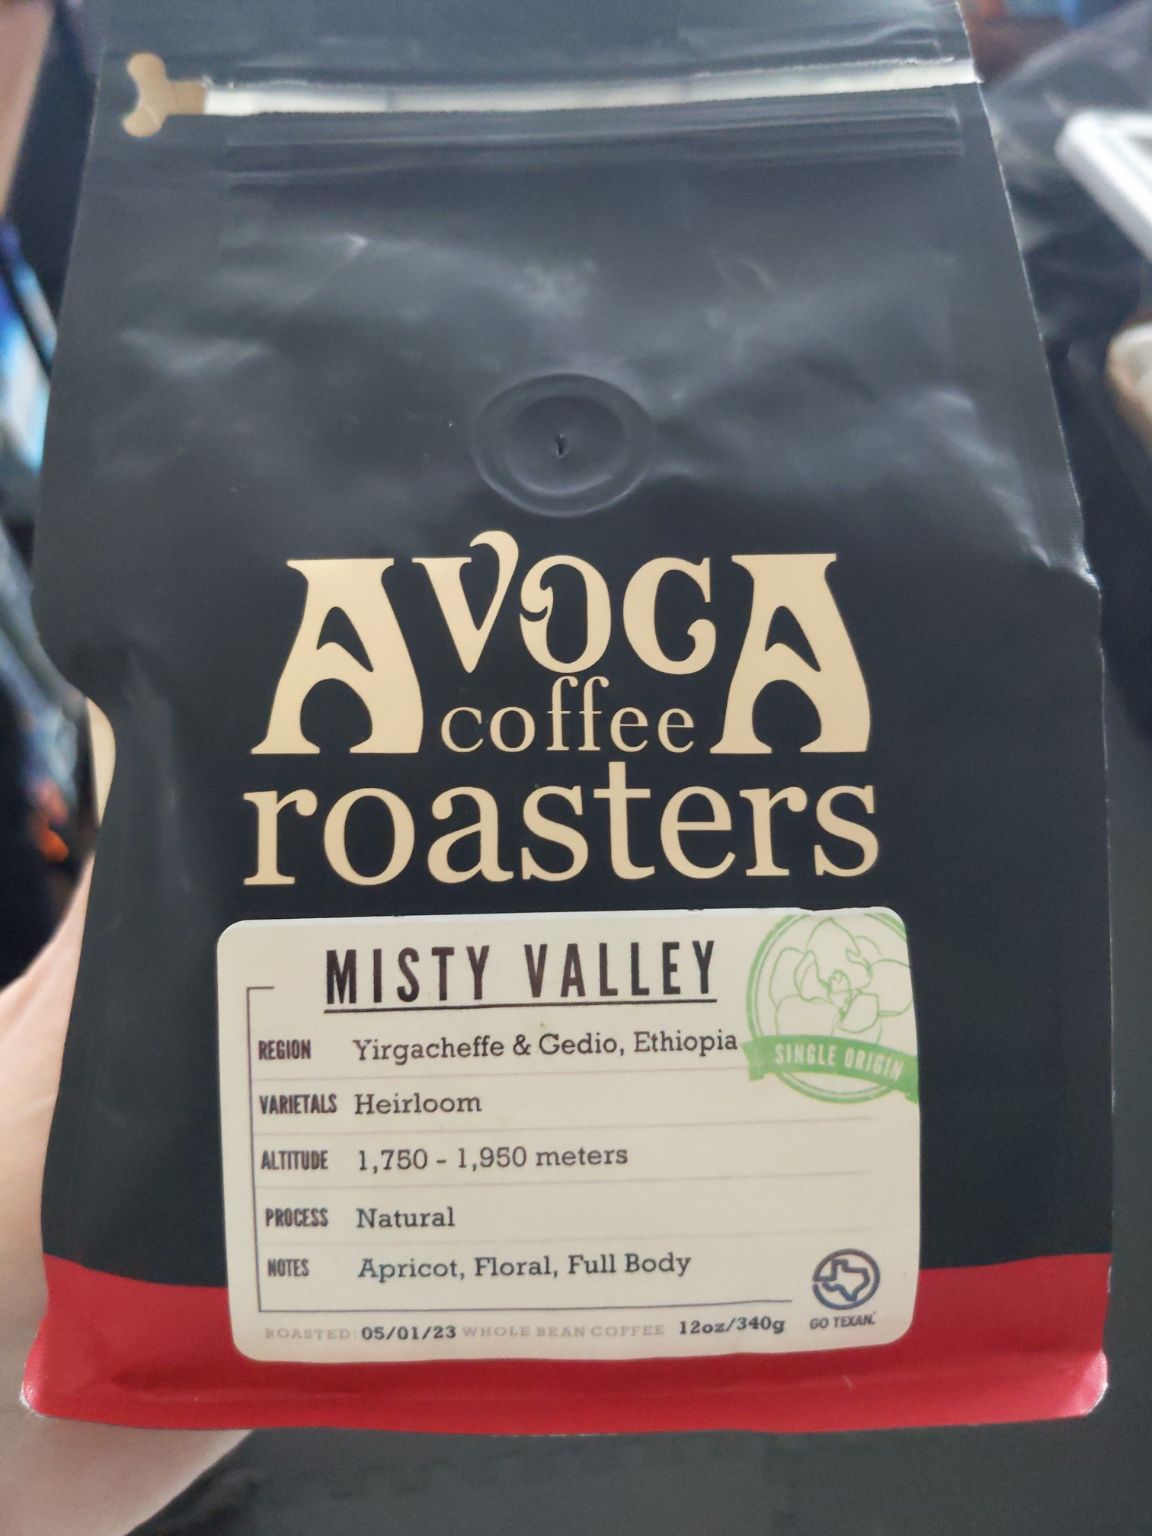 AVOCA
coffee
roasters
MISTY VALLEY
SINGLE ORIGIN
REGION Yirgacheffe & Gedio, Ethiopia
VARIETALS Heirloom
ALTITUDE 1,750 - 1,950 meters
PROCESS Natural
NOTES Apricot, Floral, Full Body
ROASTED: 05/01/23 WHOLE BEAN COFFEE 12oz/340g
GO TEXAN.